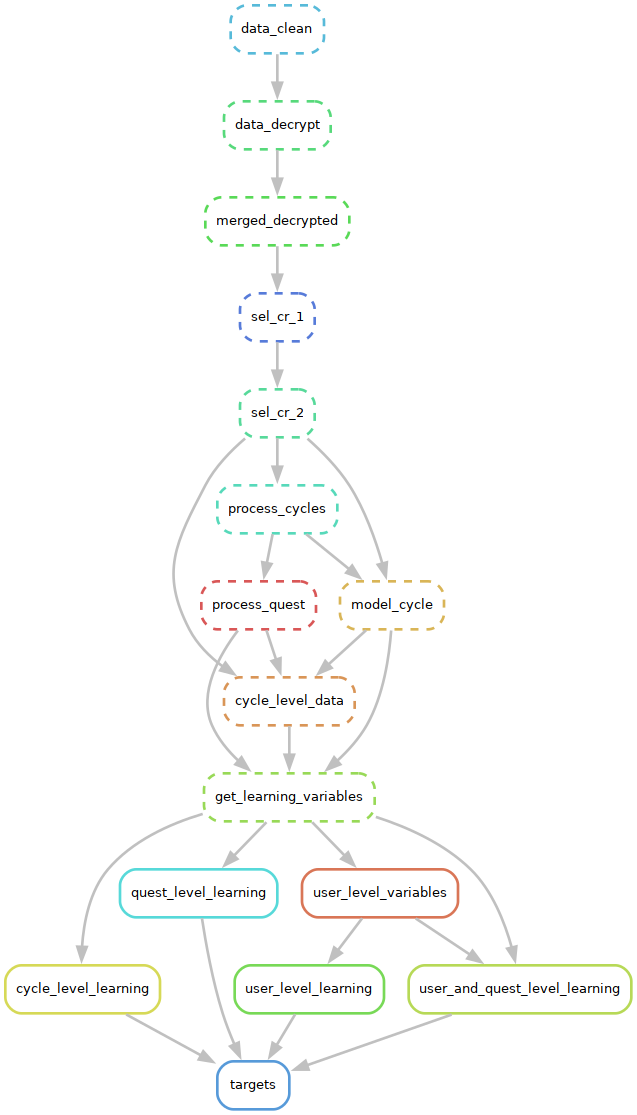 data_clean
data_decrypt
merged_decrypted
sel_cr_1
sel_cr_2
process_cycles
process_quest
model_cycle
cycle_level_data
get_learning_variables
quest_level_learning
user_level_variables
cycle_level_learning
user_level_learning
user_and_quest_level_learning
targets